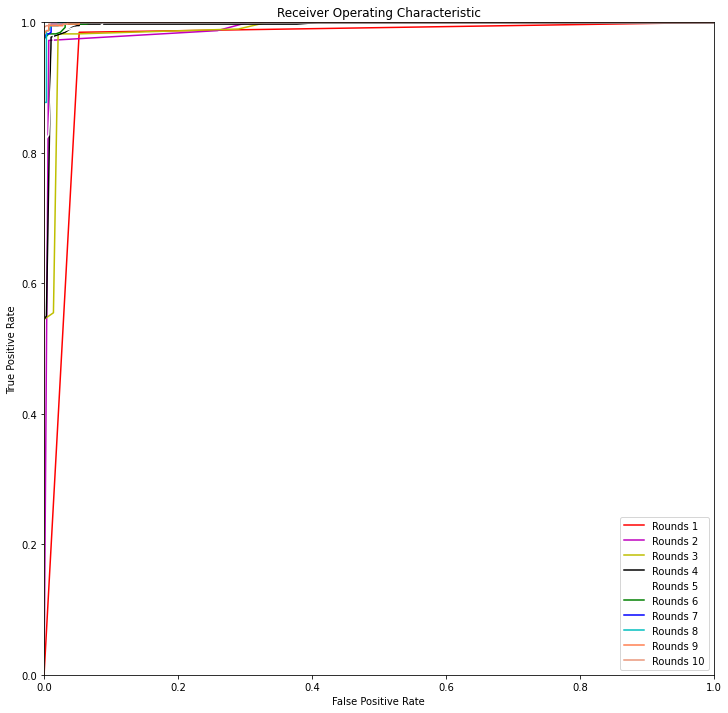 Receiver Operating Characteristic
1.0
0.8
0.6
0.4
0.2
0.0
True Positive Rate
0.0 0.2 0.4 0.6 0.8 1.0
False Positive Rate
Rounds 1
Rounds 2
Rounds 3
Rounds 4
Rounds 5
Rounds 6
Rounds 7
Rounds 8
Rounds 9
Rounds 10